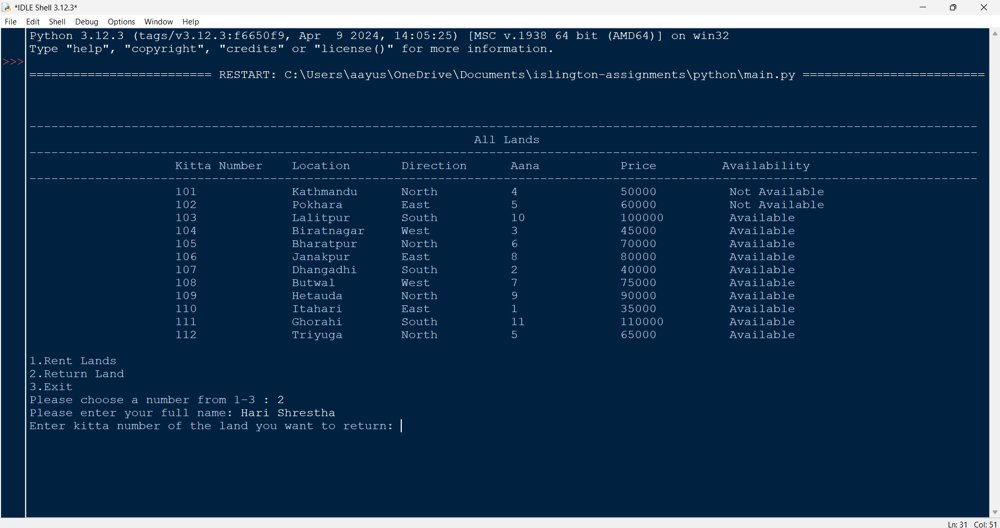 *IDLE Shell 3.12.3*
File Edit Shell Debug Options Window Help
Python 3.12.3 (tags/v3.12.3:f6650f9, Apr  9 2024, 14:05:25) [MSC v.1938 64 bit (AMD64)] on win32
Type "help", "copyright", "credits" or "license()" for more information.
>>>
========================= RESTART: C:\Users\aayus\OneDrive\Documents\islington-assignments\python\main.py =========================
----------------------------------------------------------------------------------------------------------------------------------
All Lands
----------------------------------------------------------------------------------------------------------------------------------
Kitta Number Location Direction Aana Price Availability
----------------------------------------------------------------------------------------------------------------------------------
101 Kathmandu North 4 50000 Not Available
102 Pokhara East 5 60000 Not Available
103 Lalitpur South 10 100000 Available
104 Biratnagar West 3 45000 Available
105 Bharatpur North 6 70000 Available
106 Janakpur East 8 80000 Available
107 Dhangadhi South 2 40000 Available
108 Butwal West 7 75000 Available
109 Hetauda North 9 90000 Available
110 Itahari East 1 35000 Available
111 Ghorahi South 11 110000 Available
112 Triyuga North 5 65000 Available
1.Rent Lands
2.Return Land
3.Exit
Please choose a number from 1-3 : 2
Please enter your full name: Hari Shrestha
Enter kitta number of the land you want to return:
Ln: 31 Col: 51